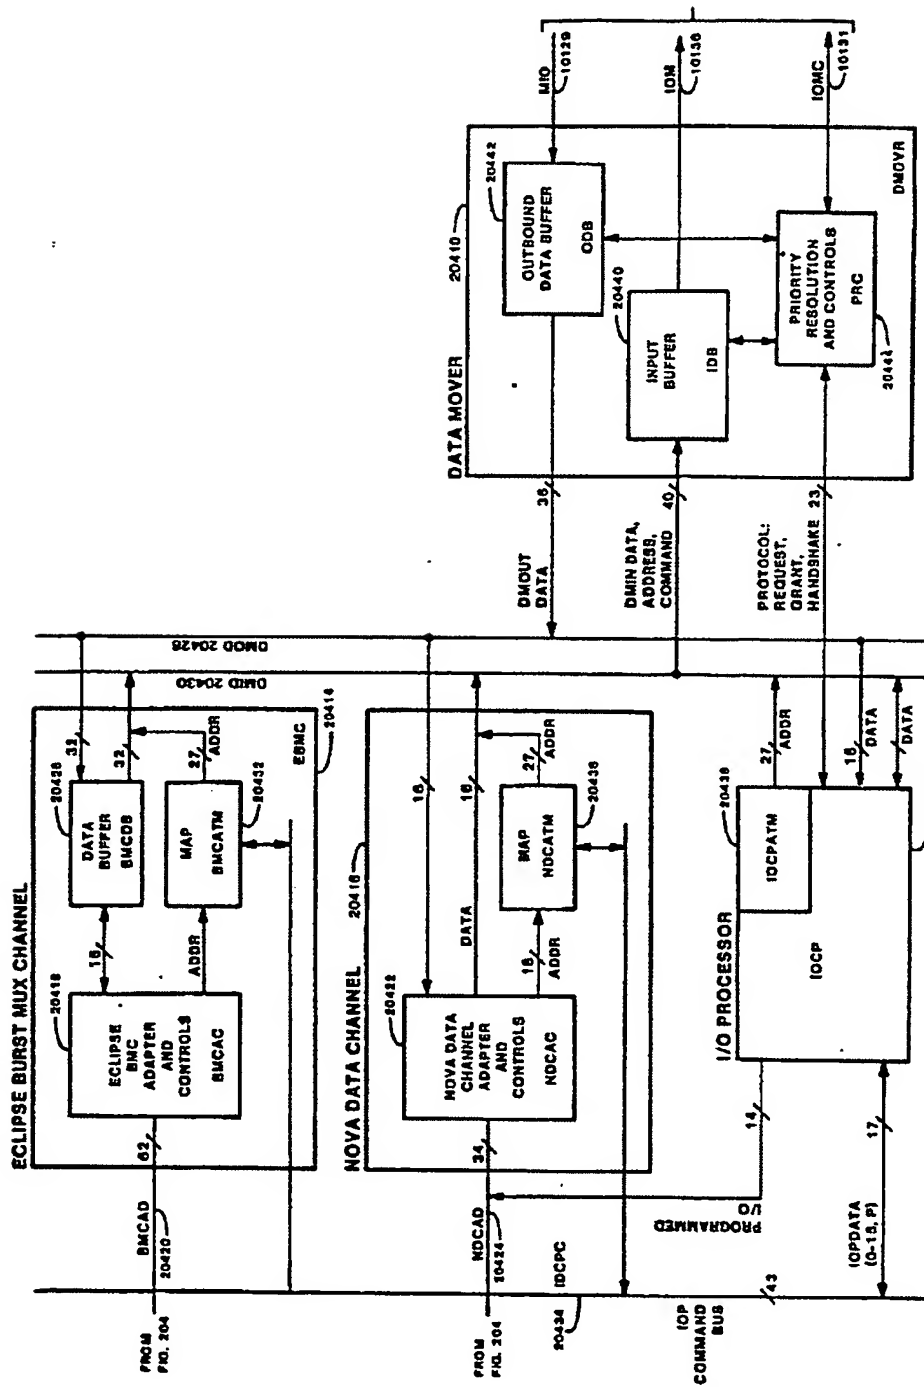 ECLIPSE BURST MUX CHANNEL
FROM
FIG. 204
BMCAD
20420
62
20418
ECLIPSE
BMC
ADAPTER
AND
CONTROLS
BMCAC
16
ADDR
20428
DATA
BUFFER
BMCDB
MAP
BMCATM
20432
32
32
27
ADDR
EBMC
20414
NOVA DATA CHANNEL
20416
FROM
FIG. 204
NDCAD
20424
34
20422
NOVA DATA
CHANNEL
ADAPTER
AND
CONTROLS
NDCAC
16
16
DATA
16
ADDR
MAP
NDCATM
20436
27
ADDR
IDCPC
20434
IOP
COMMAND
BUS
43
PROGRAMMED
I/O
14
IOPDATA
(0-15, P)
17
I/O PROCESSOR
IOCP
IOCPATM
20438
27
ADDR
16
DATA
DATA
DMID 20430
DMOD 20426
DMOUT
DATA
36
DMIN DATA,
ADDRESS,
COMMAND
40
PROTOCOL:
REQUEST,
GRANT,
HANDSHAKE
23
DATA MOVER
20410
OUTBOUND
DATA BUFFER
ODB
20442
INPUT
BUFFER
IDB
20440
PRIORITY
RESOLUTION
AND CONTROLS
PRC
20444
DMOVR
MIO
10129
IOM
10130
IOMC
10131